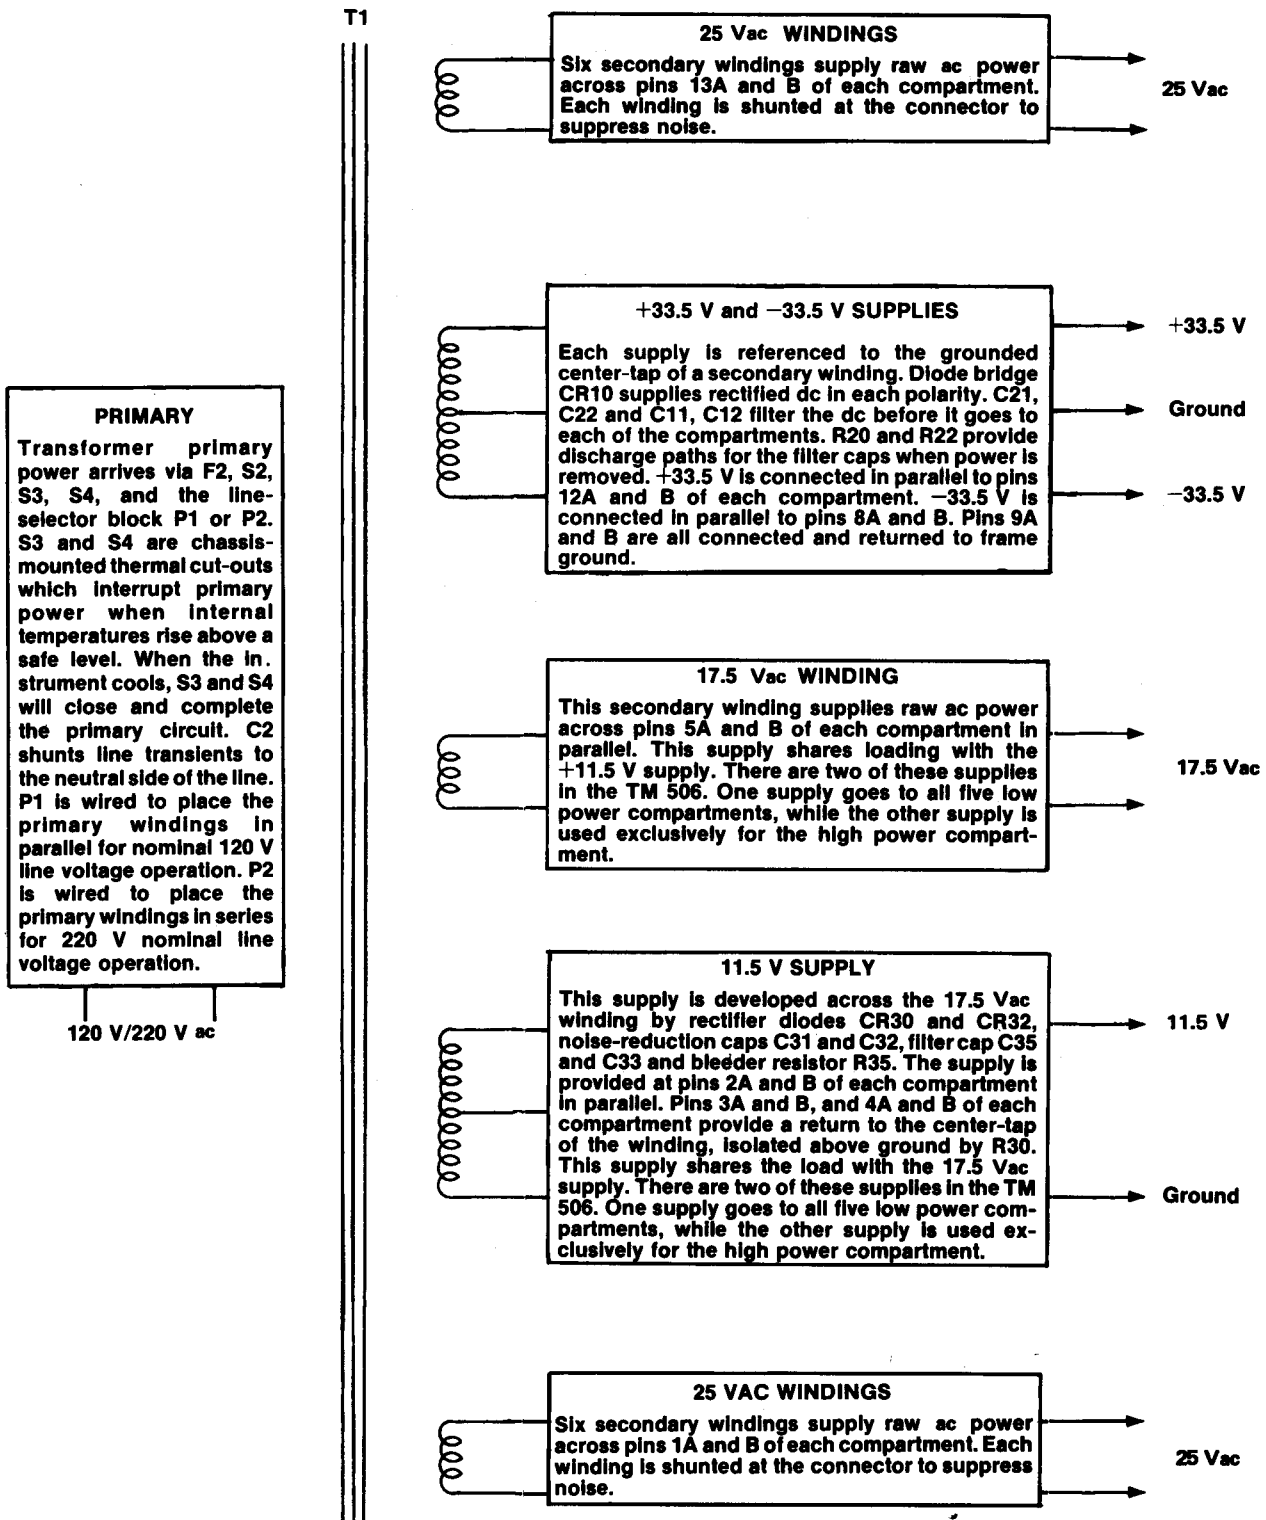 T1
25 Vac WINDINGS
Six secondary windings supply raw ac power
across pins 13A and B of each compartment.
Each winding is shunted at the connector to
suppress noise.
25 Vac
+33.5 V and −33.5 V SUPPLIES
Each supply is referenced to the grounded
center-tap of a secondary winding. Diode bridge
CR10 supplies rectified dc in each polarity. C21,
C22 and C11, C12 filter the dc before it goes to
each of the compartments. R20 and R22 provide
discharge paths for the filter caps when power is
removed. +33.5 V is connected in parallel to pins
12A and B of each compartment. −33.5 V is
connected in parallel to pins 8A and B. Pins 9A
and B are all connected and returned to frame
ground.
+33.5 V
Ground
−33.5 V
PRIMARY
Transformer primary
power arrives via F2, S2,
S3, S4, and the line-
selector block P1 or P2.
S3 and S4 are chassis-
mounted thermal cut-outs
which interrupt primary
power when internal
temperatures rise above a
safe level. When the in.
strument cools, S3 and S4
will close and complete
the primary circuit. C2
shunts line transients to
the neutral side of the line.
P1 is wired to place the
primary windings in
parallel for nominal 120 V
line voltage operation. P2
is wired to place the
primary windings in series
for 220 V nominal line
voltage operation.
120 V/220 V ac
17.5 Vac WINDING
This secondary winding supplies raw ac power
across pins 5A and B of each compartment in
parallel. This supply shares loading with the
+11.5 V supply. There are two of these supplies
in the TM 506. One supply goes to all five low
power compartments, while the other supply is
used exclusively for the high power compart-
ment.
17.5 Vac
11.5 V SUPPLY
This supply is developed across the 17.5 Vac
winding by rectifier diodes CR30 and CR32,
noise-reduction caps C31 and C32, filter cap C35
and C33 and bleeder resistor R35. The supply is
provided at pins 2A and B of each compartment
in parallel. Pins 3A and B, and 4A and B of each
compartment provide a return to the center-tap
of the winding, isolated above ground by R30.
This supply shares the load with the 17.5 Vac
supply. There are two of these supplies in the TM
506. One supply goes to all five low power com-
partments, while the other supply is used ex-
clusively for the high power compartment.
11.5 V
Ground
25 VAC WINDINGS
Six secondary windings supply raw ac power
across pins 1A and B of each compartment. Each
winding is shunted at the connector to suppress
noise.
25 Vac